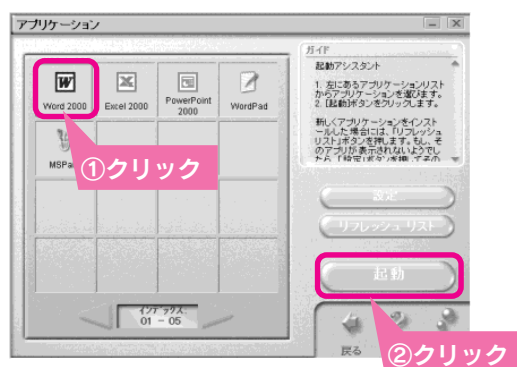 アプリケーション
W
Word 2000
Excel 2000
PowerPoint
2000
WordPad
①クリック
インデックス
01 - 05
ガイド
起動アシスタント
1. 左にあるアプリケーションリスト
からアプリケーションを選びます。
2. [起動]ボタンをクリックします。
新しくアプリケーションをインスト
ールした場合には、「リフレッシュ
リスト」ボタンを押します。もし、そ
のアプリが表示されないようでし
たら、「設定」ボタンを押してその
設定
リフレッシュ リスト
起動
戻る
②クリック